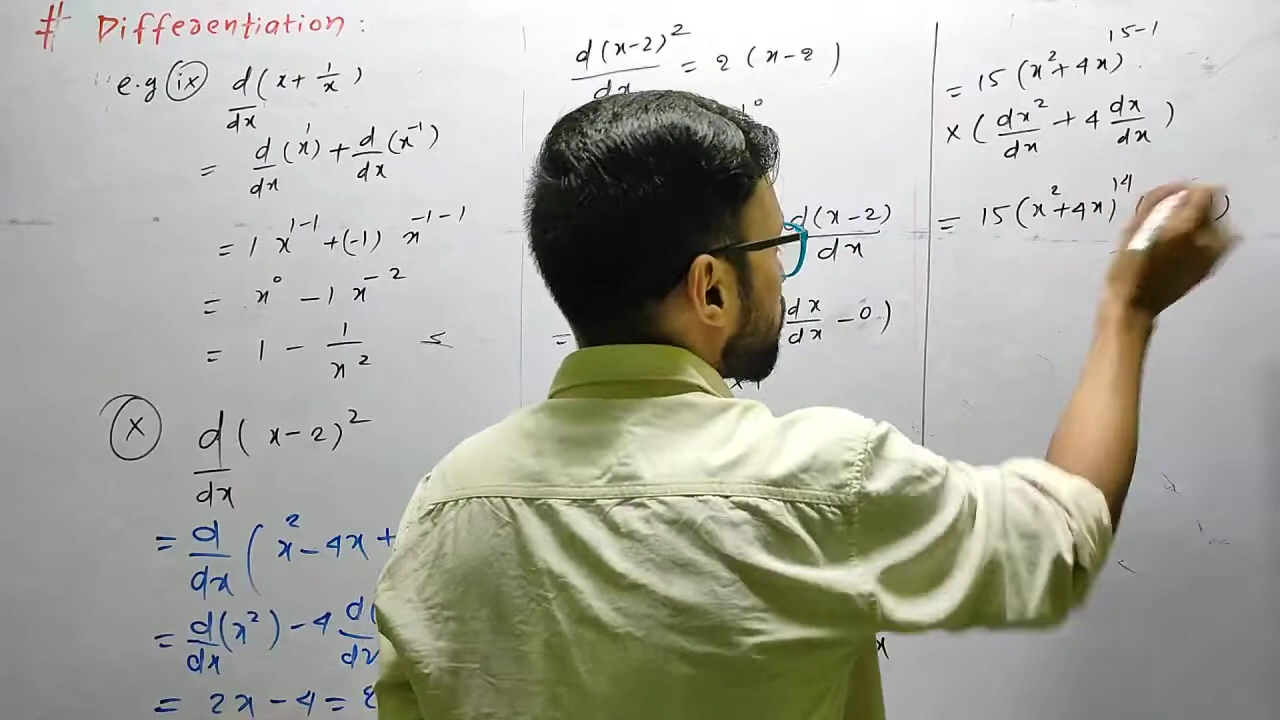 # Differentiation:
e.g (ix) d/dx (x + 1/x)
= d/dx (x¹) + d/dx (x⁻¹)
= 1 x¹⁻¹ + (-1) x⁻¹⁻¹
= x⁰ - 1 x⁻²
= 1 - 1/x²
(x) d/dx (x-2)²
= d/dx (x² - 4x +
= d/dx (x²) - 4 d(
= 2x - 4 =
d(x-2)²/dx = 2(x-2)
d(x-2)/dx
=
dx/dx - 0)
x
= 15(x² + 4x)¹⁵⁻¹.
× (dx²/dx + 4 dx/dx)
= 15(x² + 4x)¹⁴ (